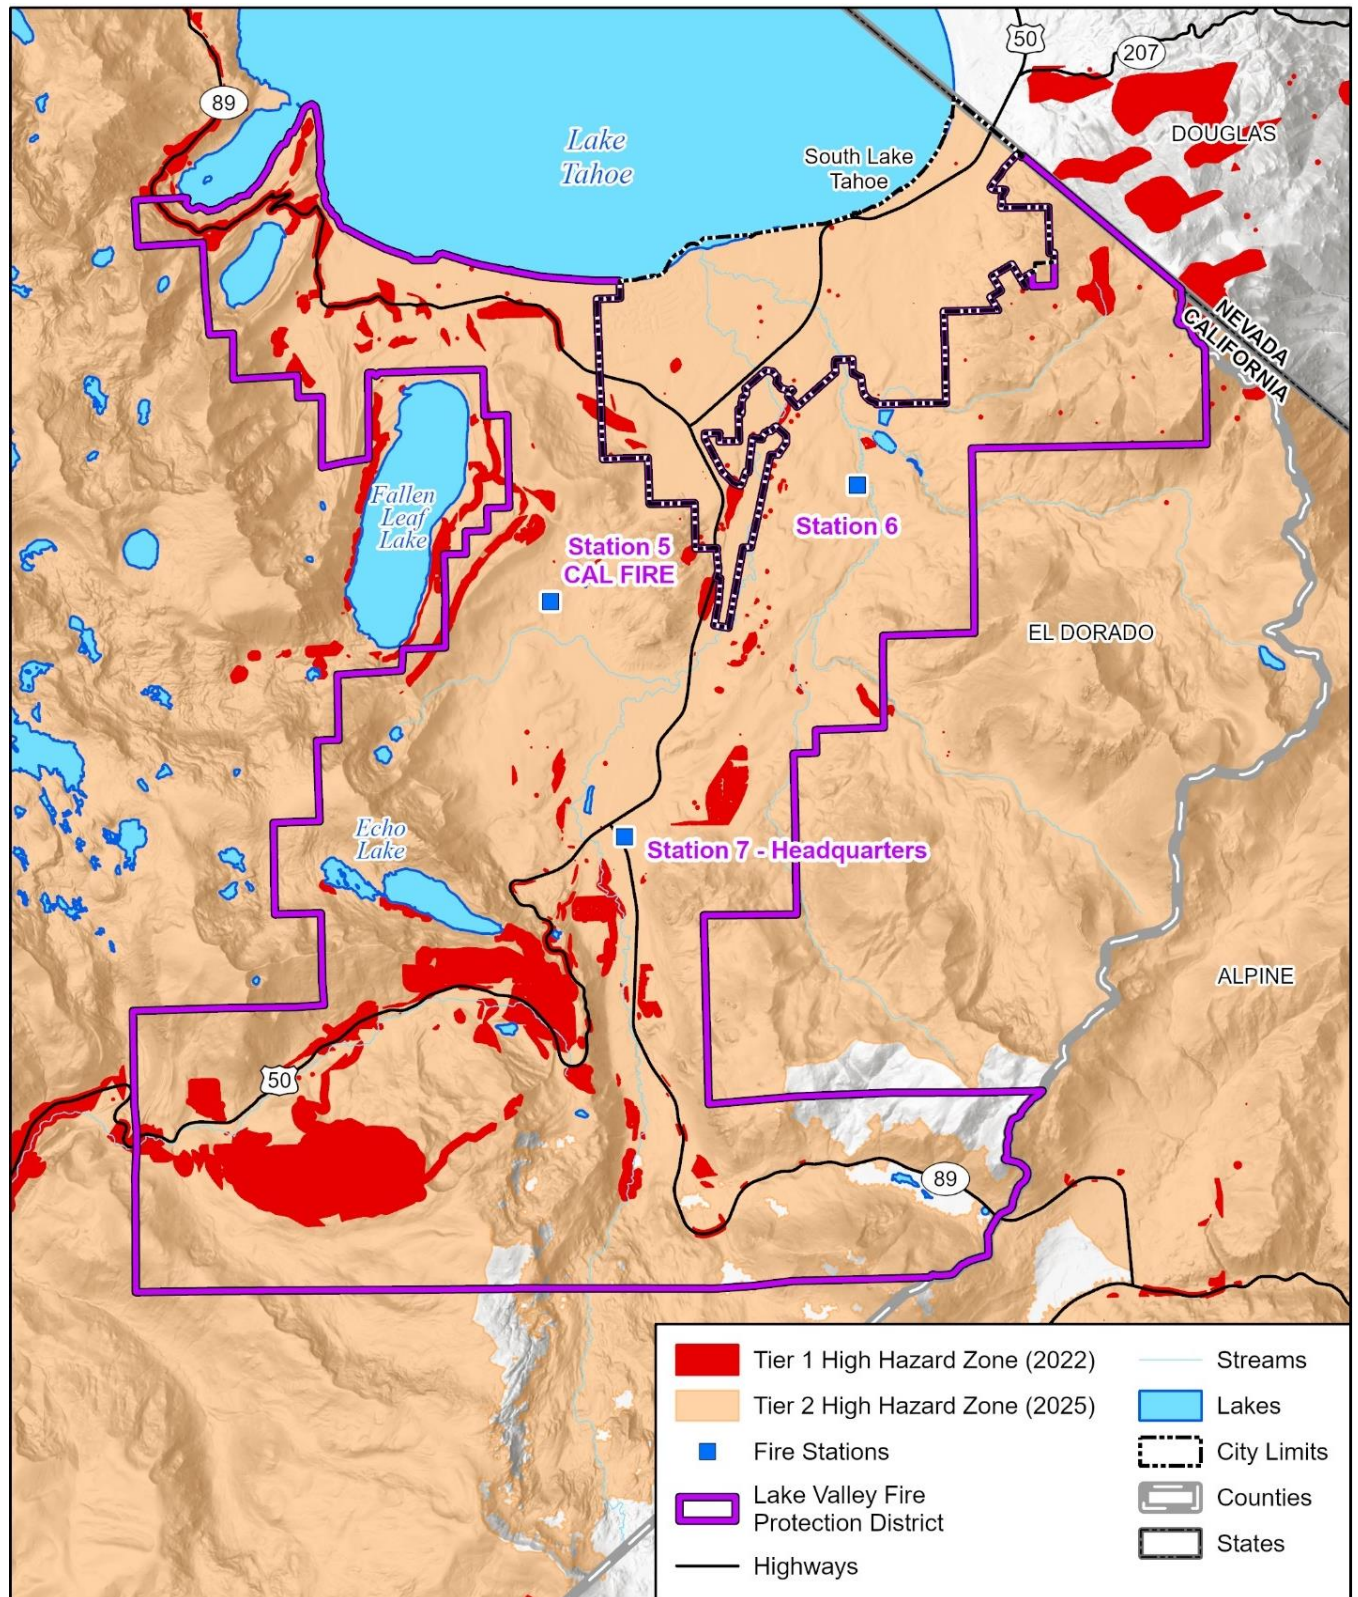 50
207
89
DOUGLAS
Lake
Tahoe
South Lake
Tahoe
NEVADA
CALIFORNIA
Fallen
Leaf
Lake
Station 6
Station 5
CAL FIRE
EL DORADO
Echo
Lake
Station 7 - Headquarters
ALPINE
50
89
Tier 1 High Hazard Zone (2022)
Tier 2 High Hazard Zone (2025)
Fire Stations
Lake Valley Fire
Protection District
Highways
Streams
Lakes
City Limits
Counties
States